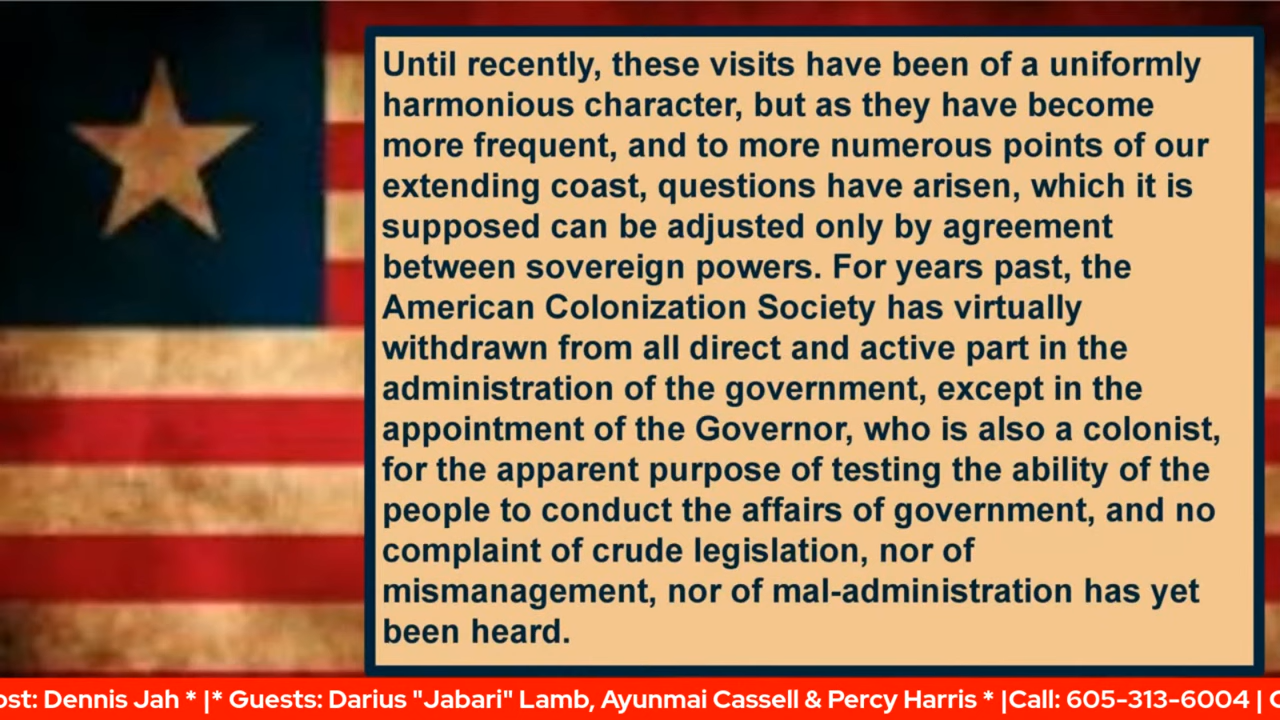 Until recently, these visits have been of a uniformly
harmonious character, but as they have become
more frequent, and to more numerous points of our
extending coast, questions have arisen, which it is
supposed can be adjusted only by agreement
between sovereign powers. For years past, the
American Colonization Society has virtually
withdrawn from all direct and active part in the
administration of the government, except in the
appointment of the Governor, who is also a colonist,
for the apparent purpose of testing the ability of the
people to conduct the affairs of government, and no
complaint of crude legislation, nor of
mismanagement, nor of mal-administration has yet
been heard.
ost: Dennis Jah * |* Guests: Darius "Jabari" Lamb, Ayunmai Cassell & Percy Harris * |Call: 605-313-6004 |